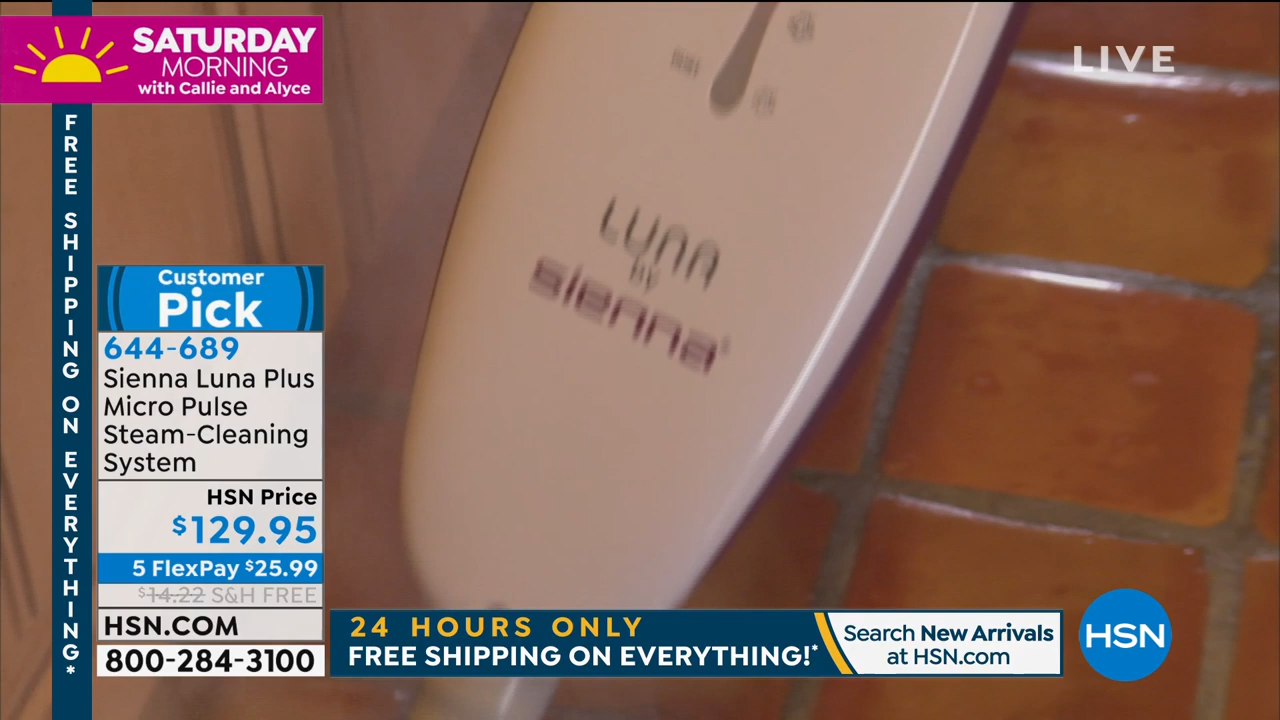 SATURDAY
MORNING
with Callie and Alyce
LIVE
FREE SHIPPING ON EVERYTHING!*
LUNA
BY
sienna
Customer
Pick
644-689
Sienna Luna Plus
Micro Pulse
Steam-Cleaning
System
HSN Price
$129.95
5 FlexPay $25.99
$14.22 S&H FREE
HSN.COM
800-284-3100
24 HOURS ONLY
FREE SHIPPING ON EVERYTHING!*
Search New Arrivals
at HSN.com
HSN